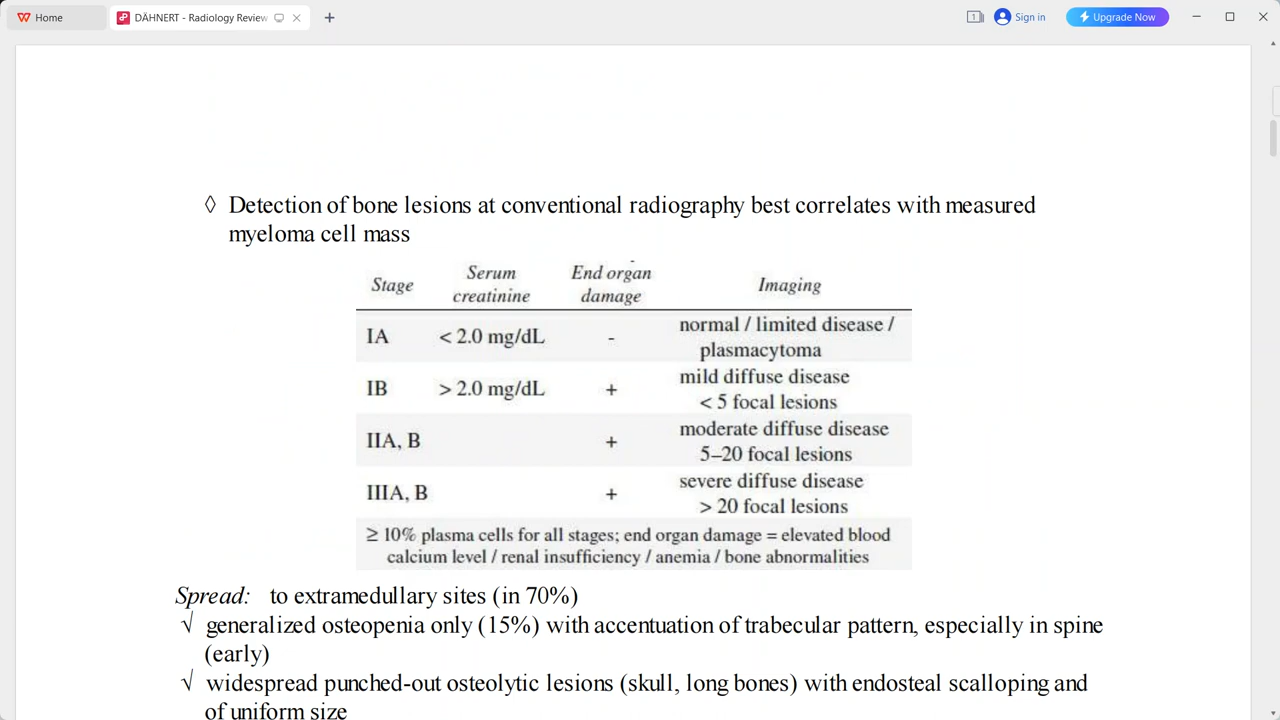 Home
DÄHNERT - Radiology Review
1
Sign in
Upgrade Now
◊ Detection of bone lesions at conventional radiography best correlates with measured
myeloma cell mass
Stage Serum creatinine End organ damage Imaging
IA < 2.0 mg/dL - normal / limited disease / plasmacytoma
IB > 2.0 mg/dL + mild diffuse disease < 5 focal lesions
IIA, B + moderate diffuse disease 5–20 focal lesions
IIIA, B + severe diffuse disease > 20 focal lesions
≥ 10% plasma cells for all stages; end organ damage = elevated blood
calcium level / renal insufficiency / anemia / bone abnormalities
Spread: to extramedullary sites (in 70%)
√ generalized osteopenia only (15%) with accentuation of trabecular pattern, especially in spine
(early)
√ widespread punched-out osteolytic lesions (skull, long bones) with endosteal scalloping and
of uniform size